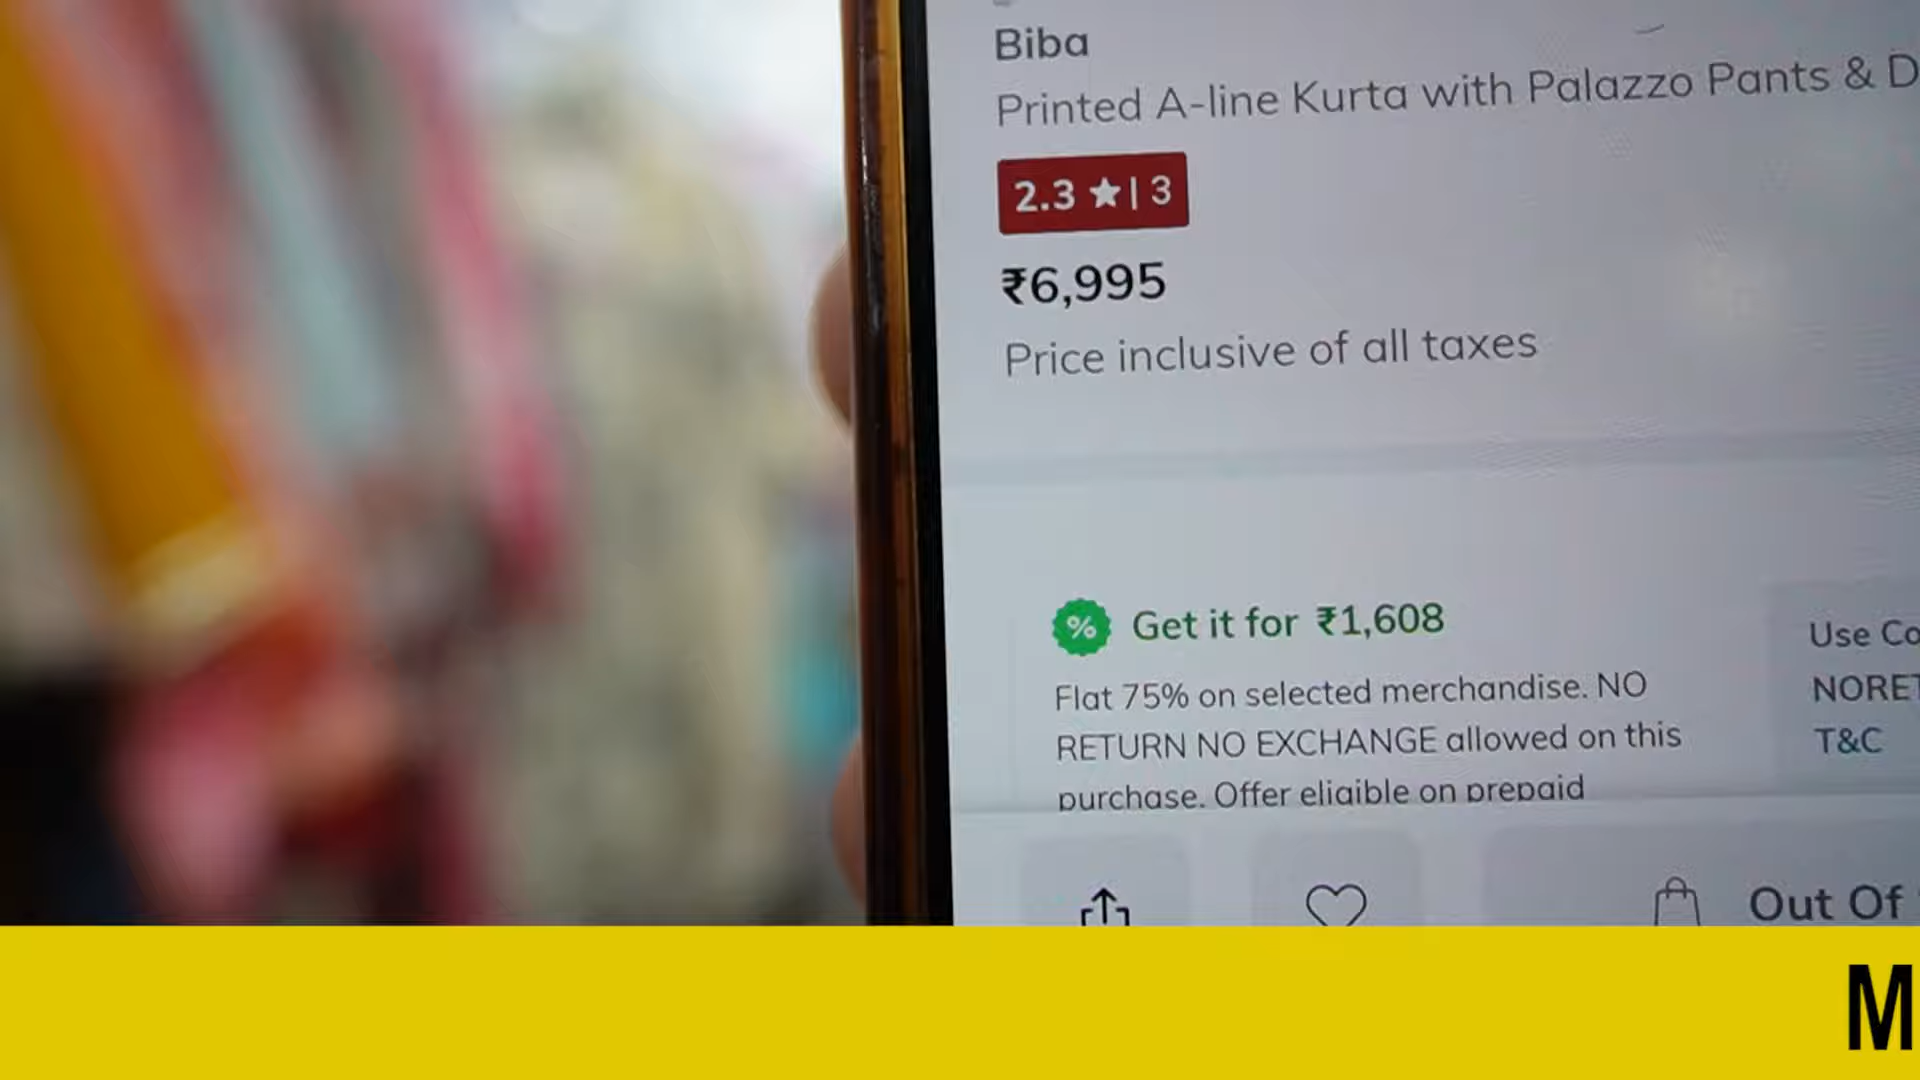 Biba
Printed A-line Kurta with Palazzo Pants & D
2.3 ★| 3
₹6,995
Price inclusive of all taxes
% Get it for ₹1,608
Flat 75% on selected merchandise. NO
RETURN NO EXCHANGE allowed on this
purchase. Offer eligible on prepaid
Use Co
NORET
T&C
Out Of
M